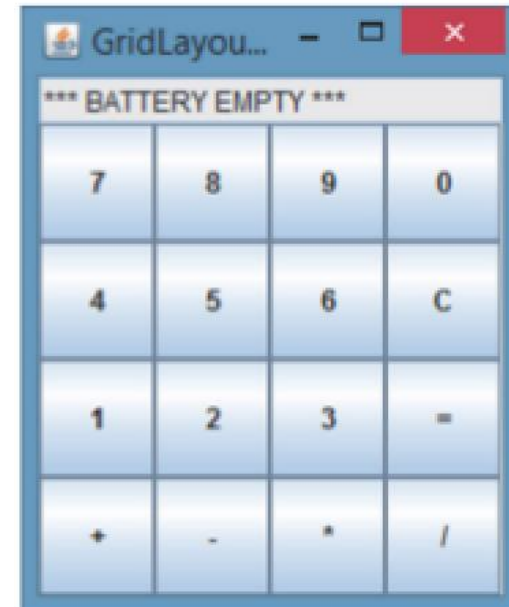 GridLayou...
*** BATTERY EMPTY ***
7 8 9 0
4 5 6 C
1 2 3 =
+ - * /